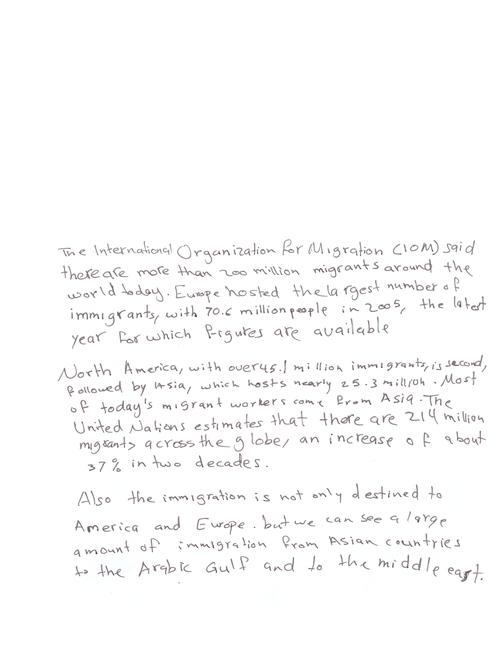 The International Organization for Migration (IOM) said
there are more than 200 million migrants around the
world today. Europe hosted the largest number of
immigrants, with 70.6 million people in 2005, the latest
year for which figures are available
North America, with over 45.1 million immigrants, is second,
followed by Asia, which hosts nearly 25.3 million. Most
of today's migrant workers come from Asia. The
United Nations estimates that there are 214 million
migrants across the globe, an increase of about
37% in two decades.
Also the immigration is not only destined to
America and Europe. but we can see a large
amount of immigration from Asian countries
to the Arabic Gulf and to the middle east.